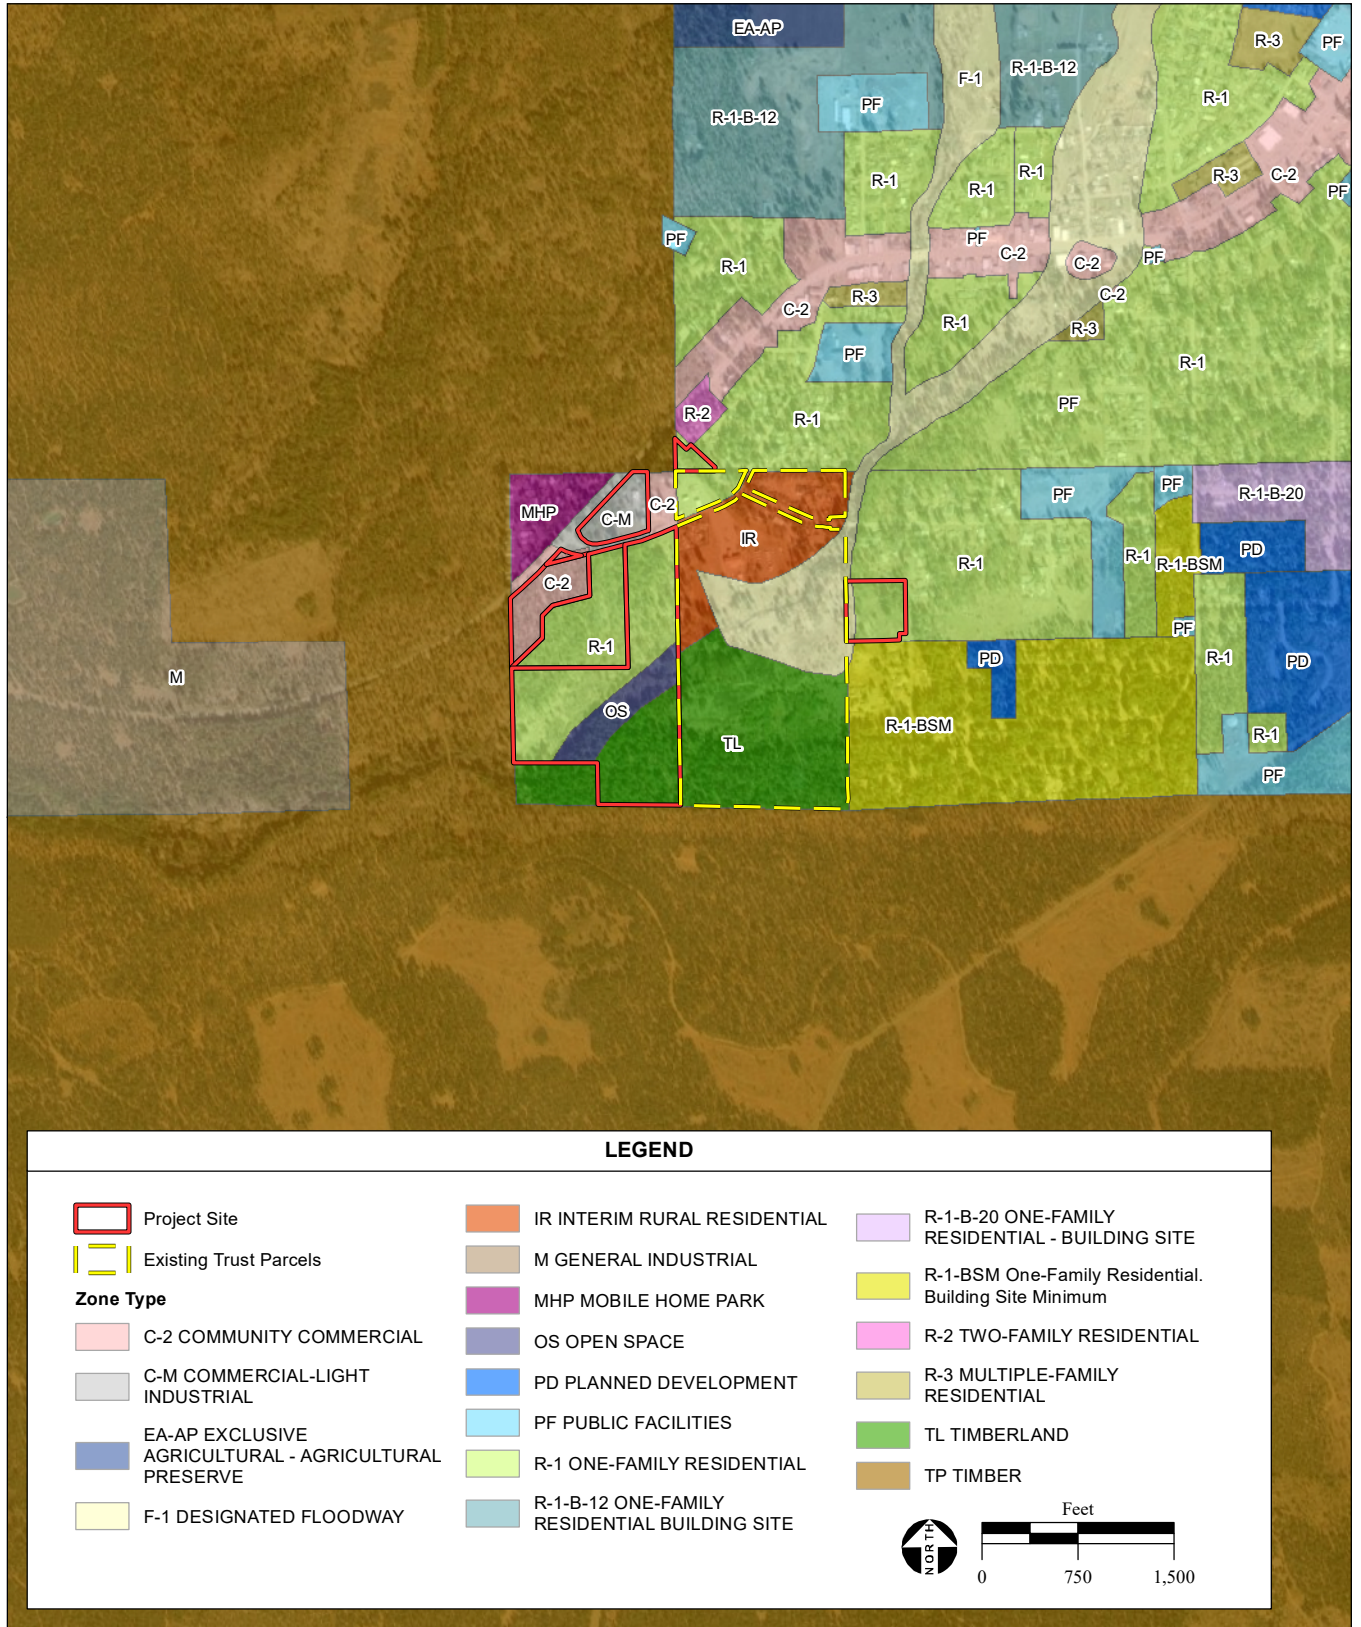 EA-AP
R-3
PF
F-1
R-1-B-12
R-1
PF
R-1-B-12
R-1
R-1
R-1
R-3
C-2
PF
PF
PF
C-2
R-1
C-2
PF
R-3
C-2
C-2
R-1
R-3
PF
R-1
PF
R-2
R-1
MHP
C-2
C-M
IR
PF
PF
R-1-B-20
PD
R-1
R-1
R-1-BSM
C-2
PF
R-1
R-1
PD
PD
M
OS
R-1-BSM
TL
R-1
PF
LEGEND
Project Site
Existing Trust Parcels
Zone Type
C-2 COMMUNITY COMMERCIAL
C-M COMMERCIAL-LIGHT
INDUSTRIAL
EA-AP EXCLUSIVE
AGRICULTURAL - AGRICULTURAL
PRESERVE
F-1 DESIGNATED FLOODWAY
IR INTERIM RURAL RESIDENTIAL
M GENERAL INDUSTRIAL
MHP MOBILE HOME PARK
OS OPEN SPACE
PD PLANNED DEVELOPMENT
PF PUBLIC FACILITIES
R-1 ONE-FAMILY RESIDENTIAL
R-1-B-12 ONE-FAMILY
RESIDENTIAL BUILDING SITE
R-1-B-20 ONE-FAMILY
RESIDENTIAL - BUILDING SITE
R-1-BSM One-Family Residential.
Building Site Minimum
R-2 TWO-FAMILY RESIDENTIAL
R-3 MULTIPLE-FAMILY
RESIDENTIAL
TL TIMBERLAND
TP TIMBER
NORTH
Feet
0 750 1,500